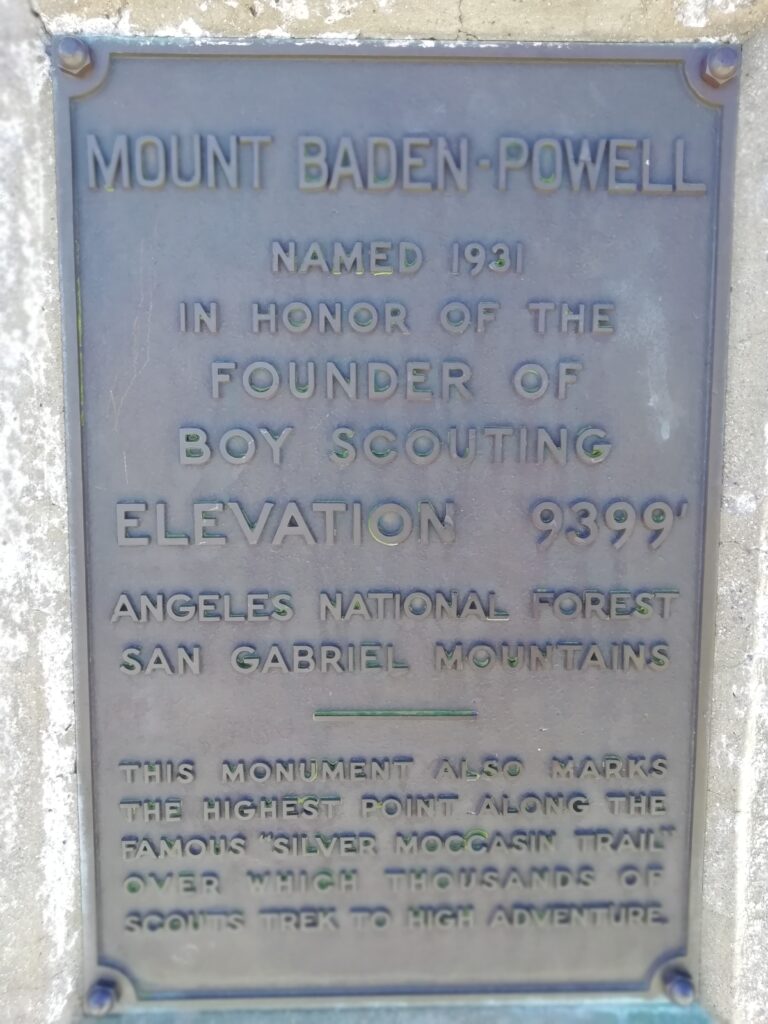 MOUNT BADEN-POWELL
NAMED 1931
IN HONOR OF THE
FOUNDER OF
BOY SCOUTING
ELEVATION 9399'
ANGELES NATIONAL FOREST
SAN GABRIEL MOUNTAINS
THIS MONUMENT ALSO MARKS
THE HIGHEST POINT ALONG THE
FAMOUS "SILVER MOCCASIN TRAIL"
OVER WHICH THOUSANDS OF
SCOUTS TREK TO HIGH ADVENTURE.